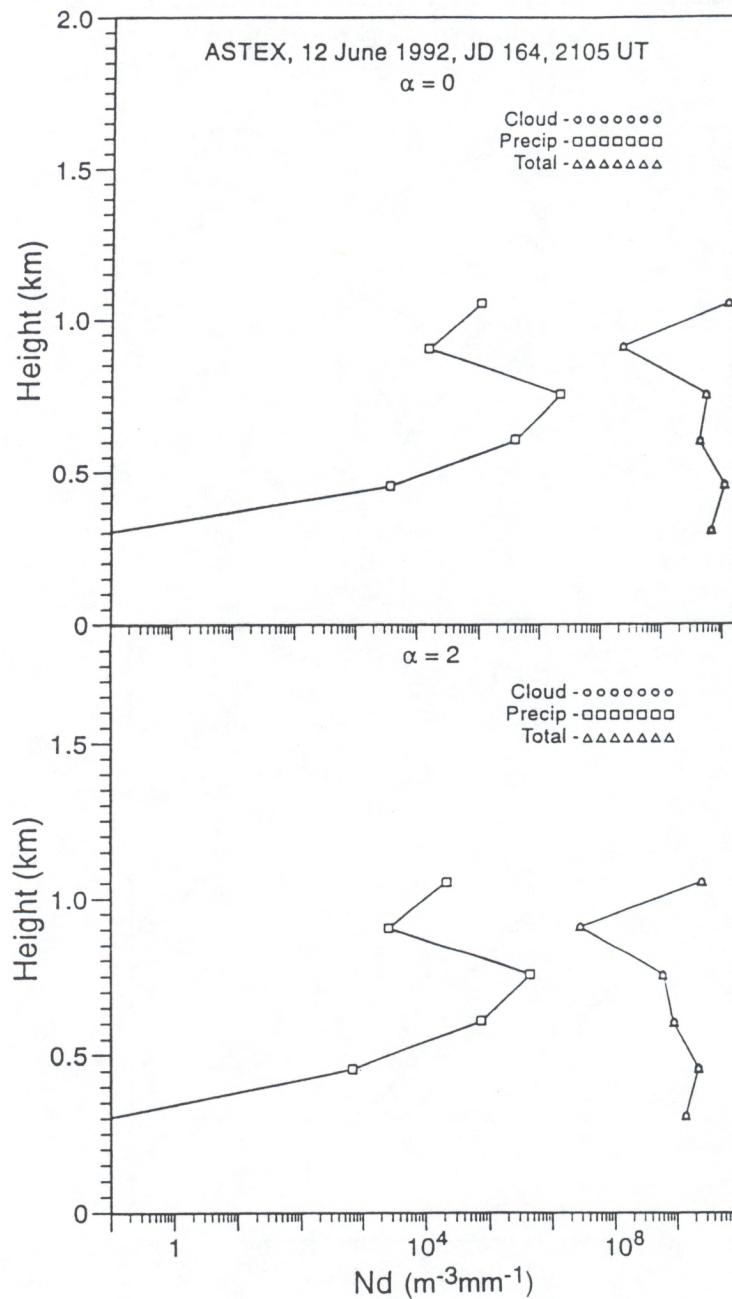 2.0
ASTEX, 12 June 1992, JD 164, 2105 UT
α = 0
Cloud -
Precip -
Total -
1.5
Height (km)
1.0
0.5
0
α = 2
Cloud -
Precip -
Total -
1.5
Height (km)
1.0
0.5
0
1 10⁴ 10⁸
Nd (m⁻³mm⁻¹)